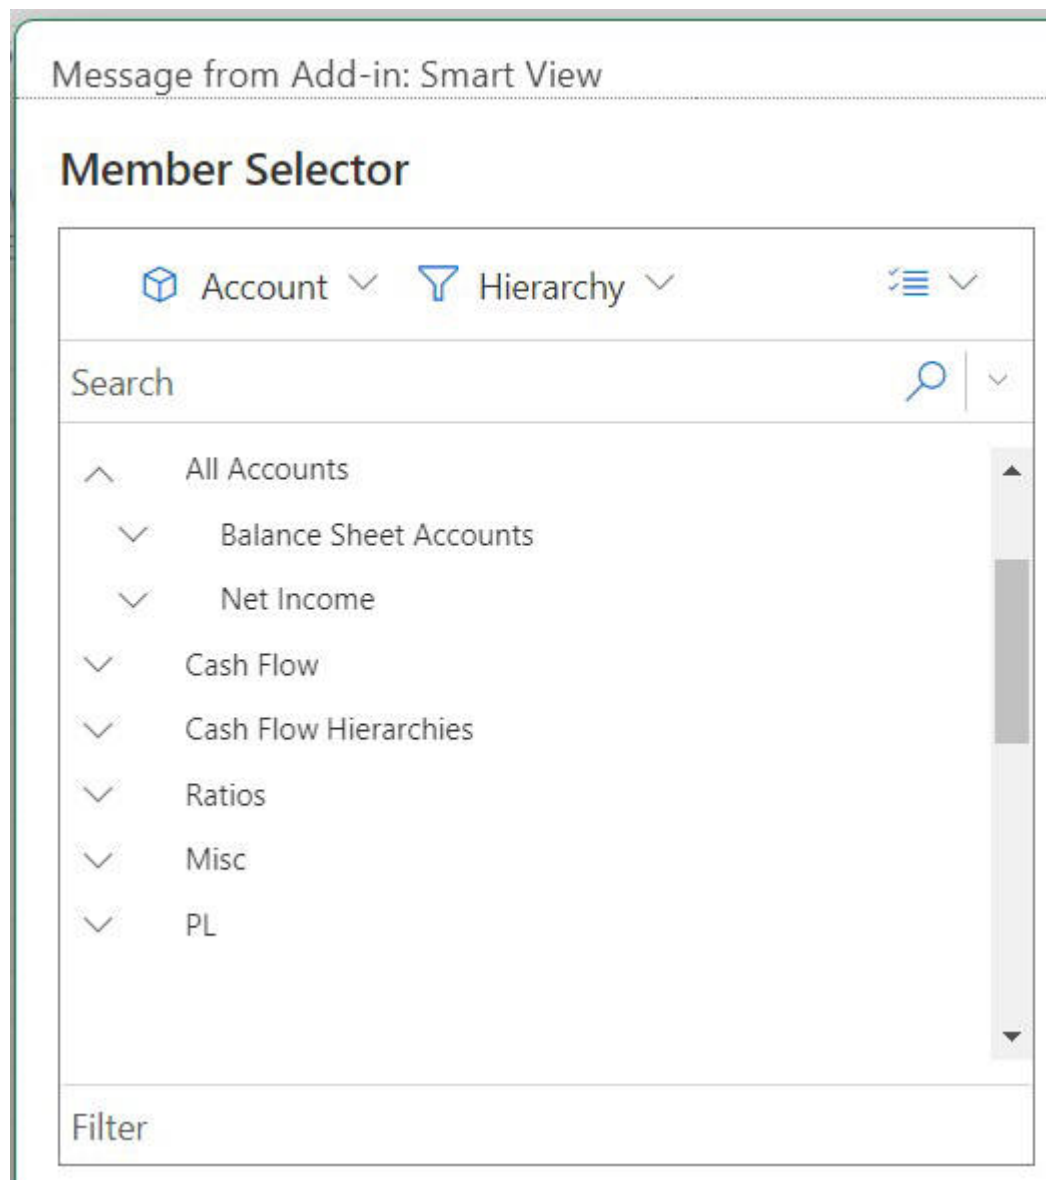 Message from Add-in: Smart View
Member Selector
Account Hierarchy
Search
All Accounts
Balance Sheet Accounts
Net Income
Cash Flow
Cash Flow Hierarchies
Ratios
Misc
PL
Filter